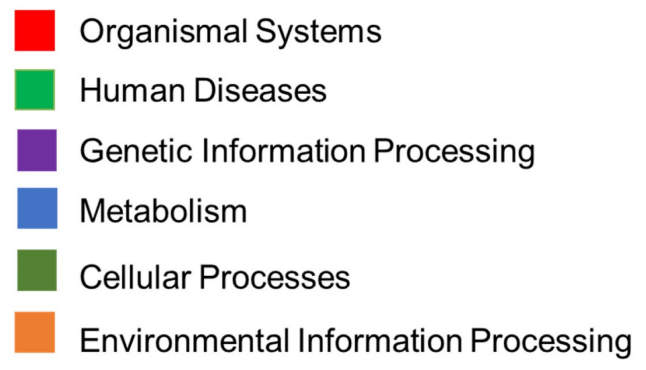 Organismal Systems
Human Diseases
Genetic Information Processing
Metabolism
Cellular Processes
Environmental Information Processing